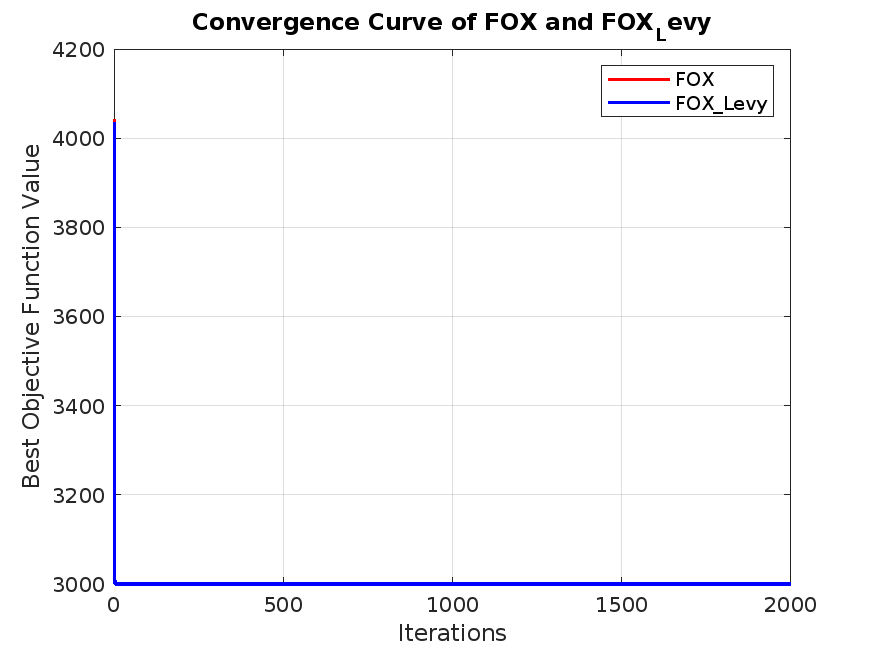 Convergence Curve of FOX and FOX_Levy
FOX
FOX_Levy
4200
4000
3800
3600
3400
3200
3000
Best Objective Function Value
0 500 1000 1500 2000
Iterations